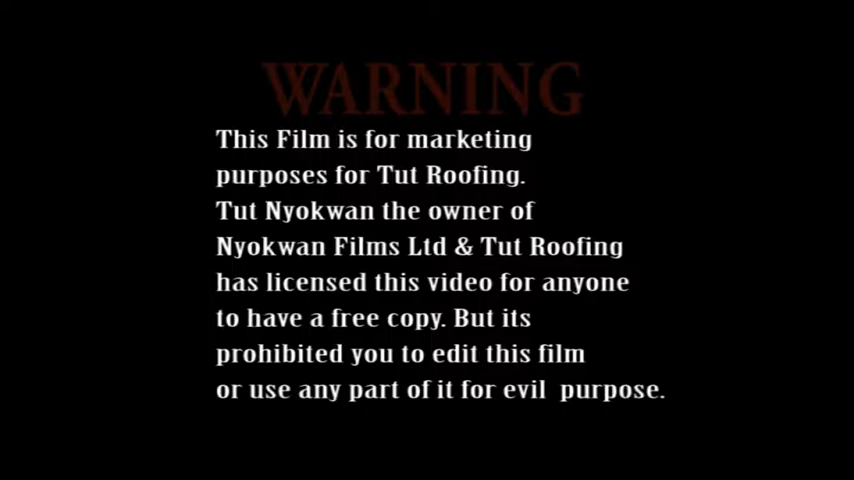 WARNING
This Film is for marketing
purposes for Tut Roofing.
Tut Nyokwan the owner of
Nyokwan Films Ltd & Tut Roofing
has licensed this video for anyone
to have a free copy. But its
prohibited you to edit this film
or use any part of it for evil purpose.